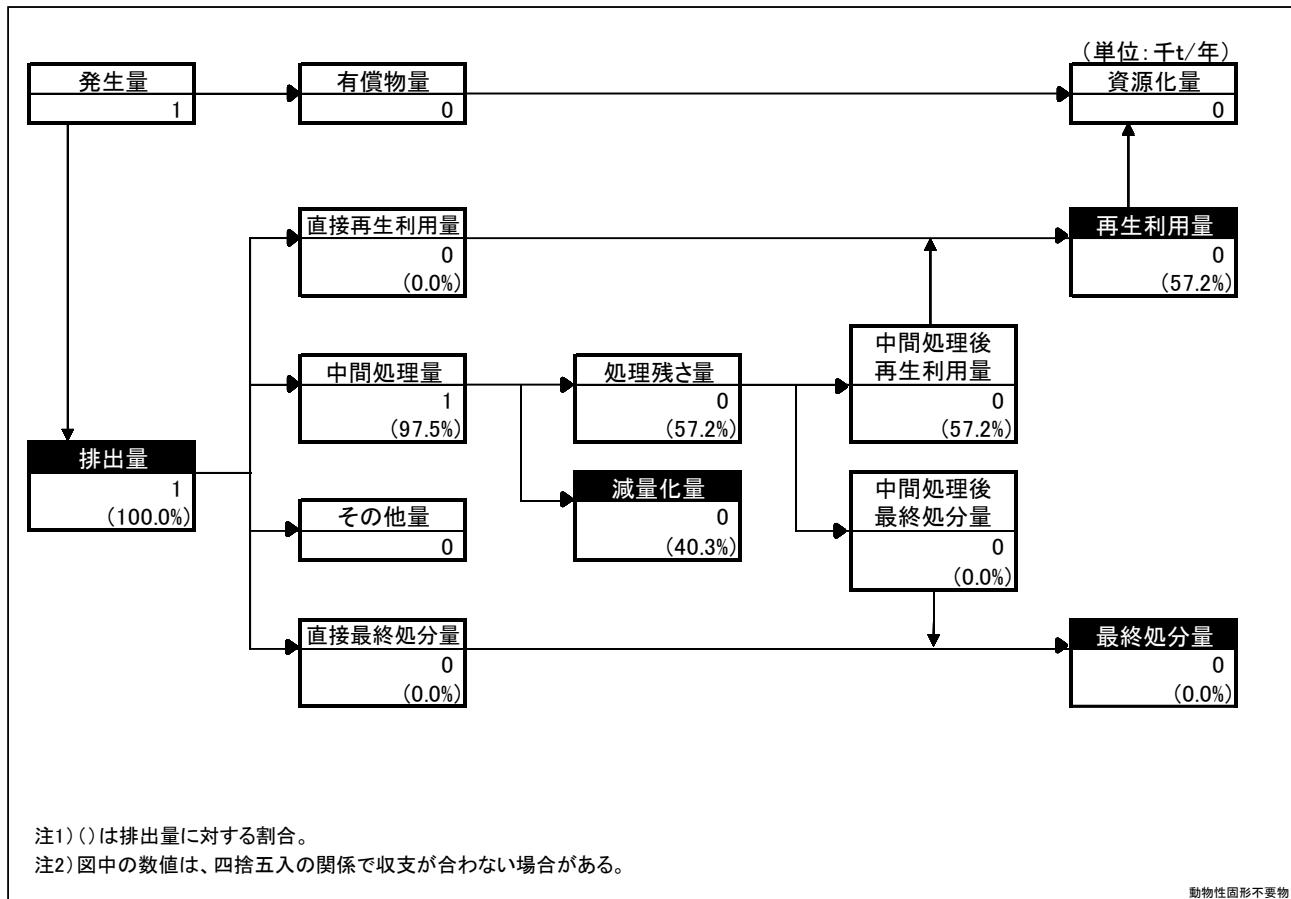 (単位:千t/年)
発生量
1
有償物量
0
資源化量
0
直接再生利用量
0
(0.0%)
再生利用量
0
(57.2%)
中間処理量
1
(97.5%)
処理残さ量
0
(57.2%)
中間処理後
再生利用量
0
(57.2%)
排出量
1
(100.0%)
減量化量
0
(40.3%)
中間処理後
最終処分量
0
(0.0%)
その他量
0
直接最終処分量
0
(0.0%)
最終処分量
0
(0.0%)
注1)()は排出量に対する割合。
注2)図中の数値は、四捨五入の関係で収支が合わない場合がある。
動物性固形不要物